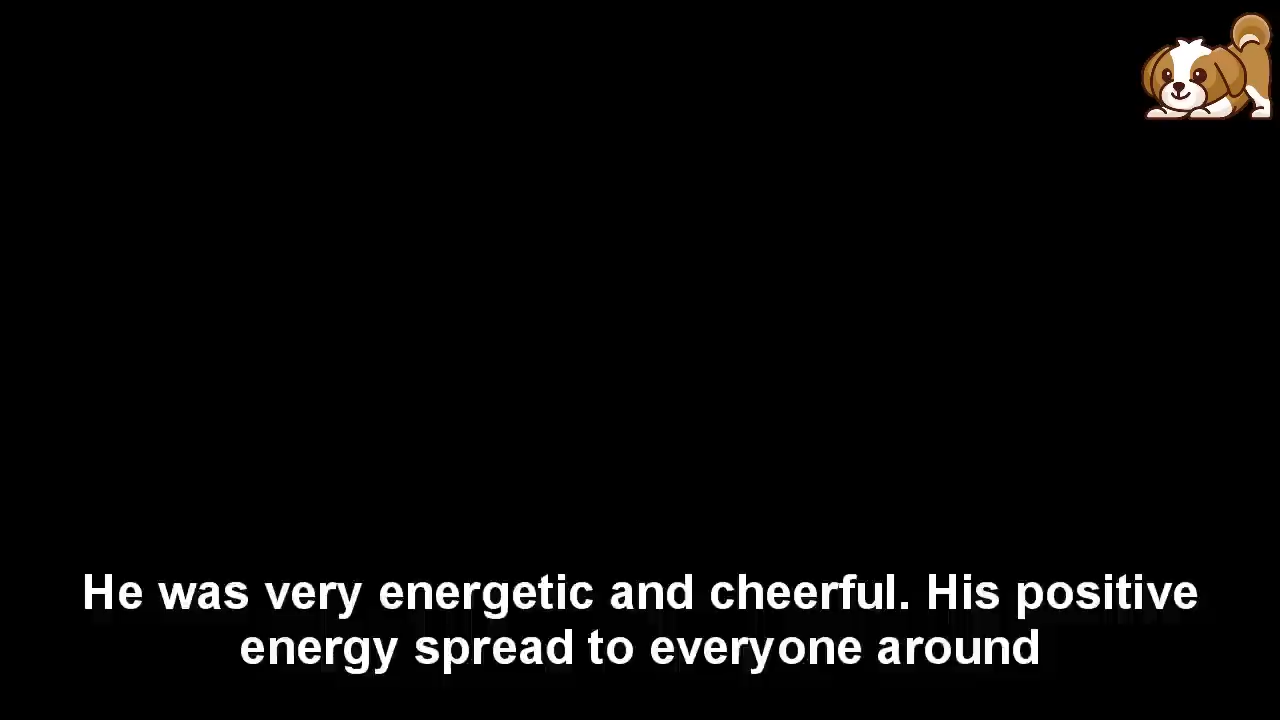 He was very energetic and cheerful. His positive
energy spread to everyone around